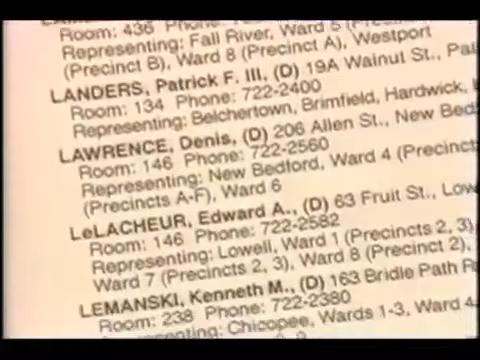 Room: 436 Phone: 722-
Representing: Fall River, Ward 5 (
(Precinct B), Ward 8 (Precinct A), Westport
LANDERS, Patrick F. III, (D) 19A Walnut St., Pal
Room: 134 Phone: 722-2400
Representing: Belchertown, Brimfield, Hardwick,
LAWRENCE, Denis, (D) 206 Allen St., New Bed
Room: 146 Phone: 722-2560
Representing: New Bedford, Ward 4 (Precinct
(Precincts A-F), Ward 6
LeLACHEUR, Edward A., (D) 63 Fruit St., Low
Room: 146 Phone: 722-2582
Representing: Lowell, Ward 1 (Precincts 2, 3)
Ward 7 (Precincts 2, 3), Ward 8 (Precinct 2),
LEMANSKI, Kenneth M., (D) 163 Bridle Path R
Room: 238 Phone: 722-2380
Representing: Chicopee, Wards 1-3, Ward 4